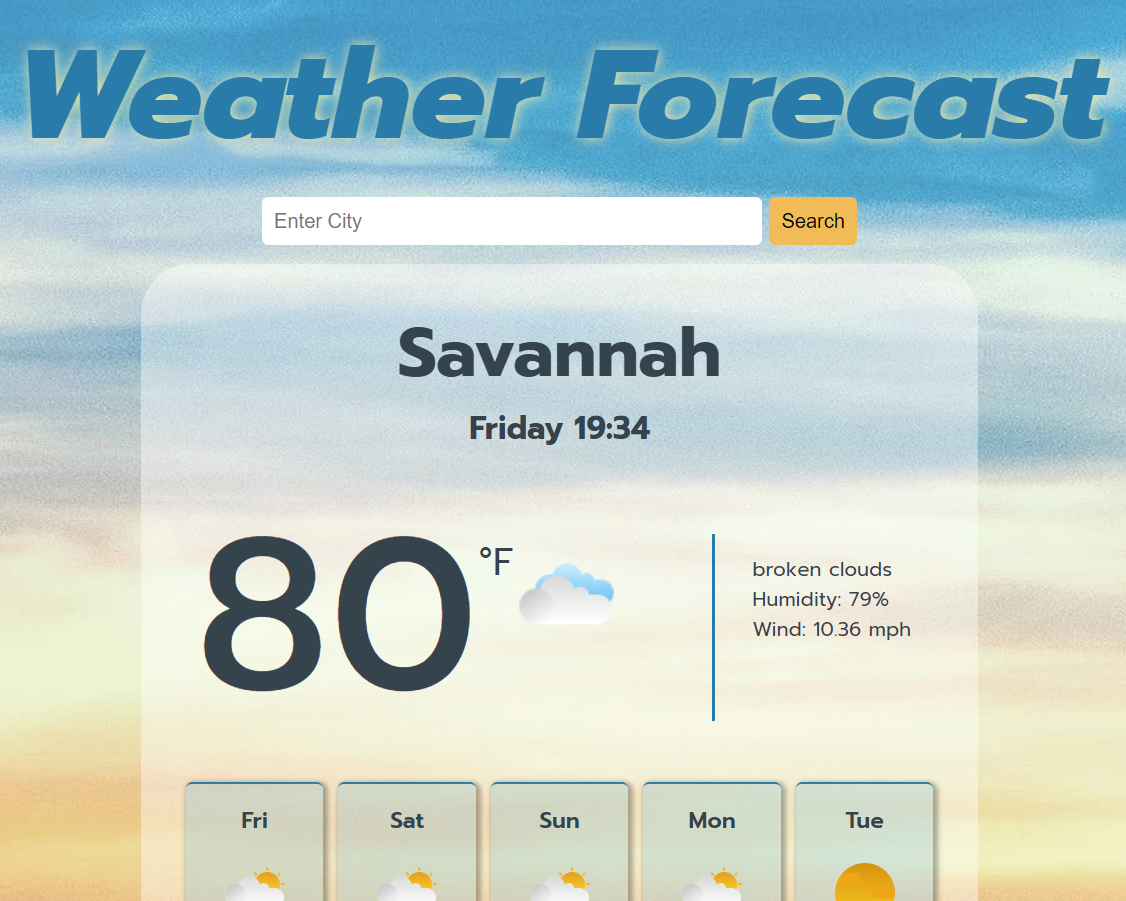 Weather Forecast
Enter City
Search
Savannah
Friday 19:34
80 °F
broken clouds
Humidity: 79%
Wind: 10.36 mph
Fri
Sat
Sun
Mon
Tue